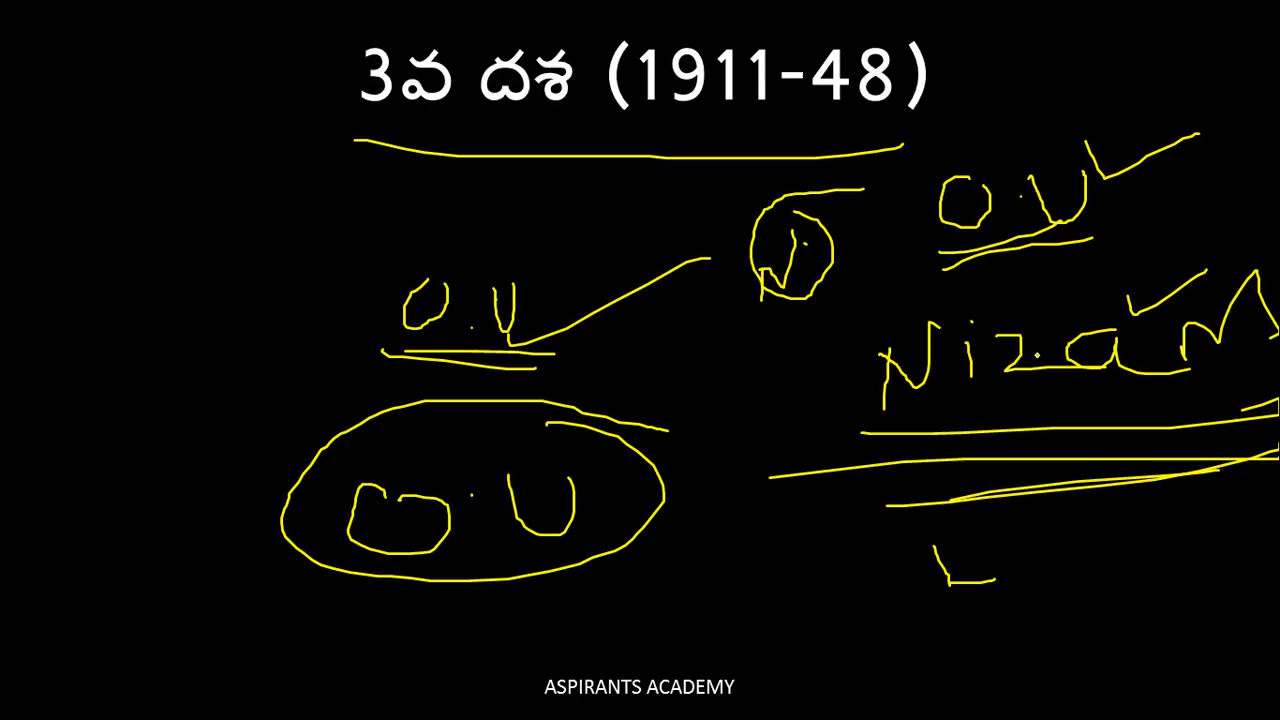 3వ దశ (1911-48)
O.U
O.U
NizaM
O.U
ASPIRANTS ACADEMY